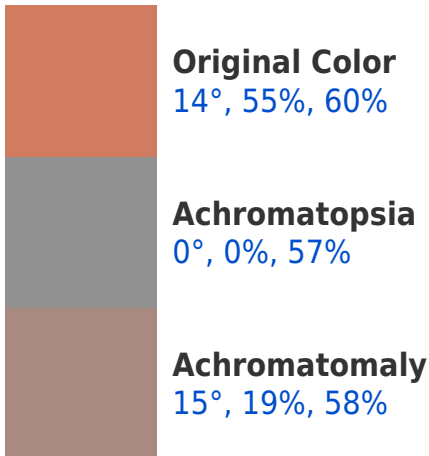 Original Color
14°, 55%, 60%
Achromatopsia
0°, 0%, 57%
Achromatomaly
15°, 19%, 58%